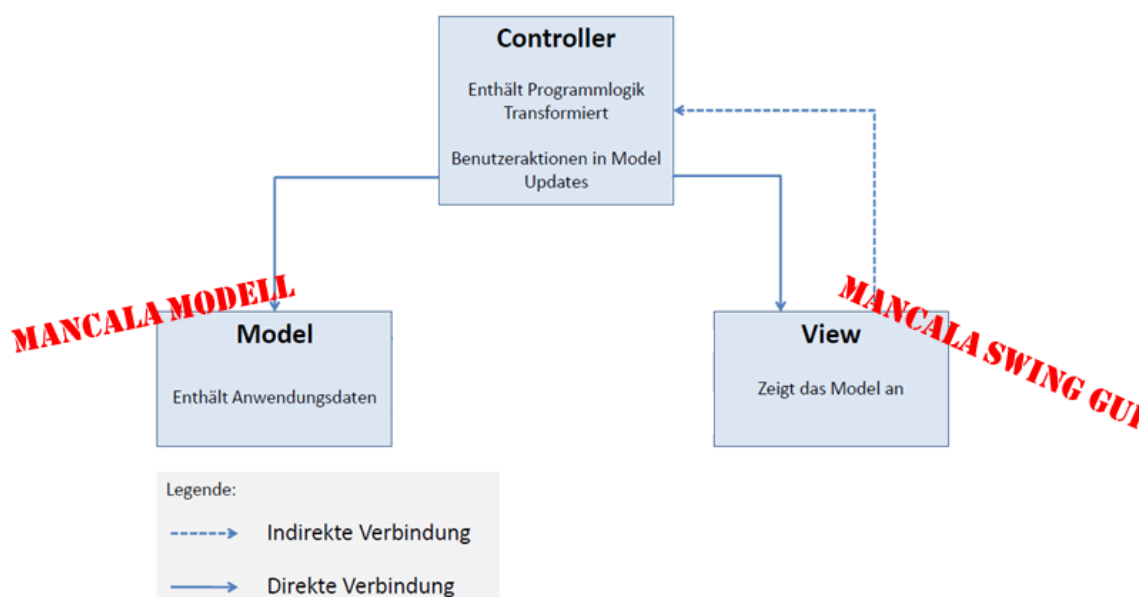 Controller
Enthält Programmlogik
Transformiert
Benutzeraktionen in Model
Updates
MANCALA MODELL
Model
Enthält Anwendungsdaten
MANCALA SWING GUI
View
Zeigt das Model an
Legende:
Indirekte Verbindung
Direkte Verbindung